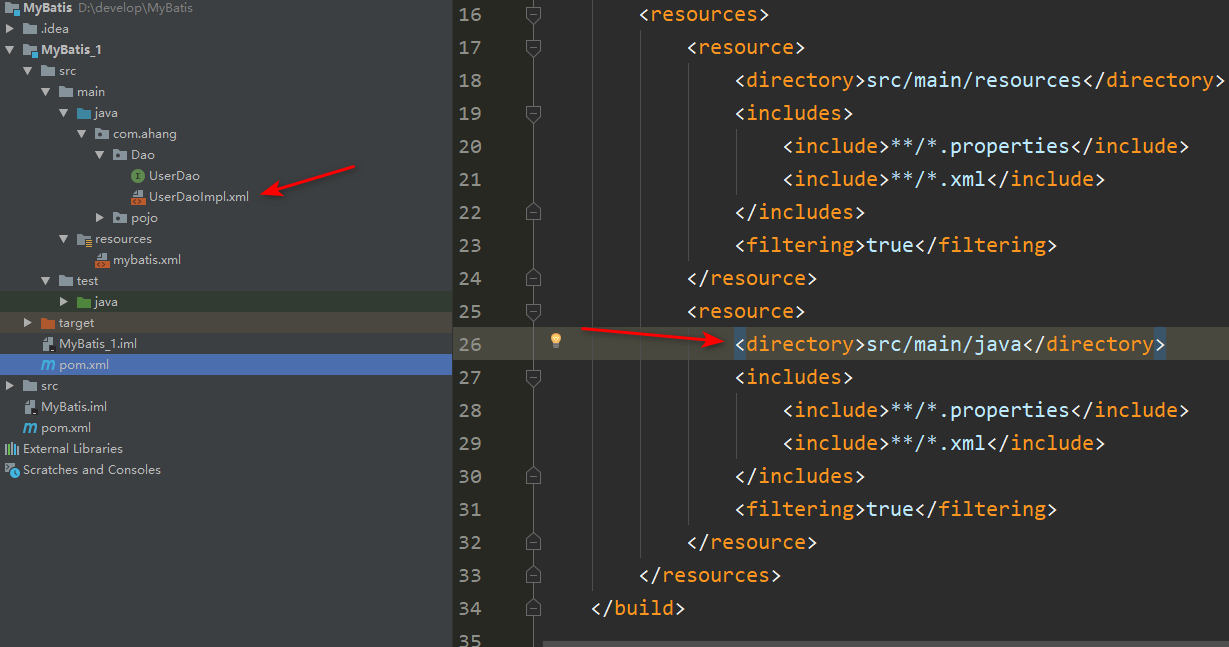 MyBatis D:\develop\MyBatis
.idea
MyBatis_1
src
main
java
com.ahang
Dao
UserDao
UserDaoImpl.xml
pojo
resources
mybatis.xml
test
java
target
MyBatis_1.iml
pom.xml
src
MyBatis.iml
pom.xml
External Libraries
Scratches and Consoles
16 <resources>
17 <resource>
18 <directory>src/main/resources</directory>
19 <includes>
20 <include>**/*.properties</include>
21 <include>**/*.xml</include>
22 </includes>
23 <filtering>true</filtering>
24 </resource>
25 <resource>
26 <directory>src/main/java</directory>
27 <includes>
28 <include>**/*.properties</include>
29 <include>**/*.xml</include>
30 </includes>
31 <filtering>true</filtering>
32 </resource>
33 </resources>
34 </build>
35